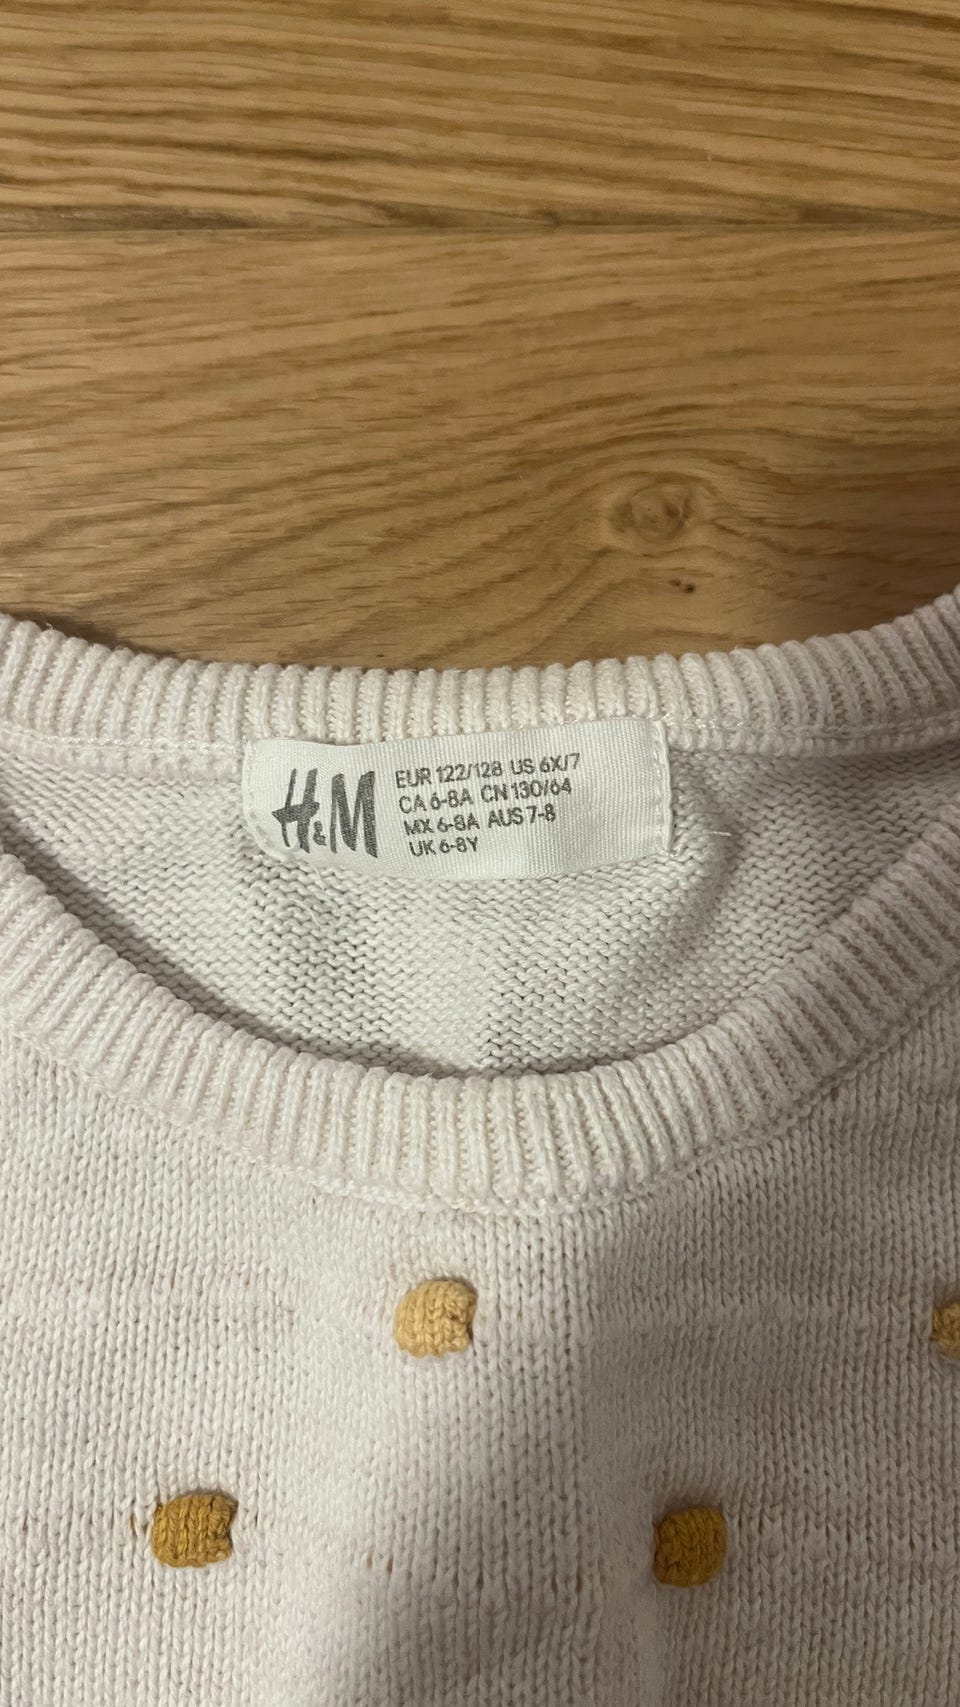 H&M
EUR 122/128 US 6X/7
CA 6-8A CN 130/64
MX 6-8A AUS 7-8
UK 6-8Y